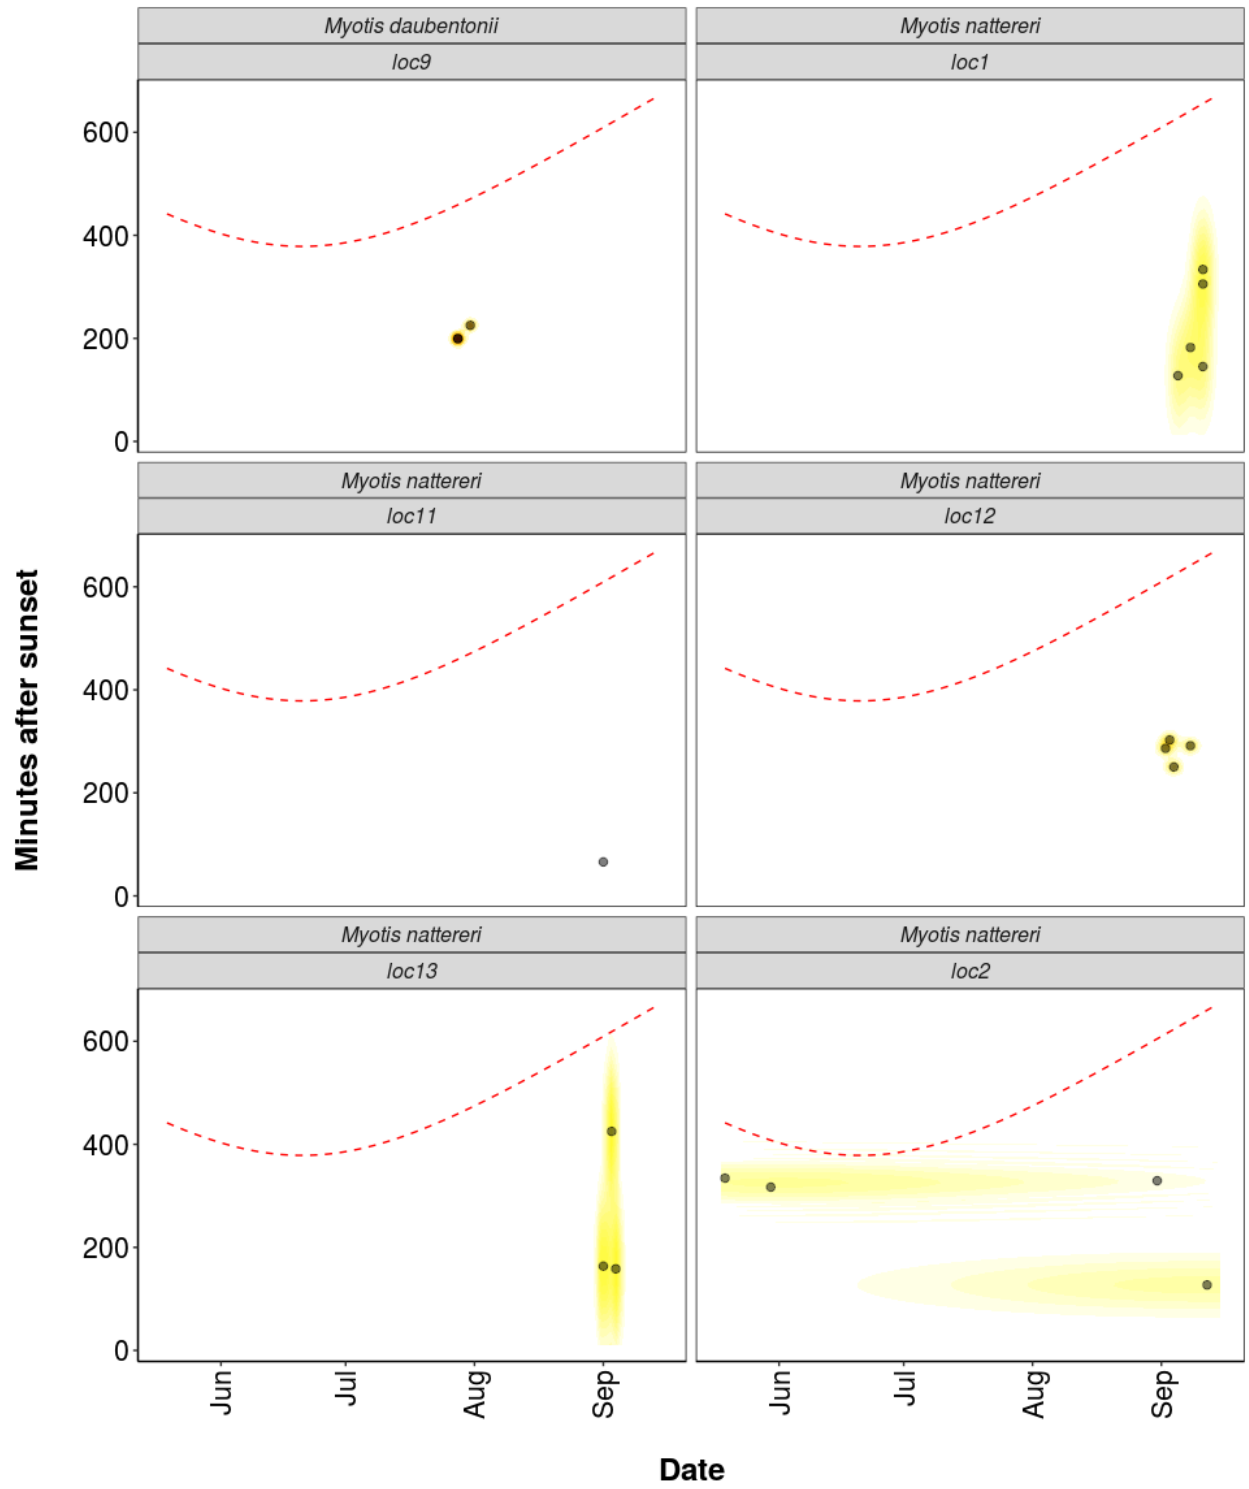 Myotis daubentonii
loc9
Myotis nattereri
loc1
600
400
200
0
Myotis nattereri
loc11
Myotis nattereri
loc12
600
400
200
0
Myotis nattereri
loc13
Myotis nattereri
loc2
600
400
200
0
Jun
Jul
Aug
Sep
Jun
Jul
Aug
Sep
Minutes after sunset
Date